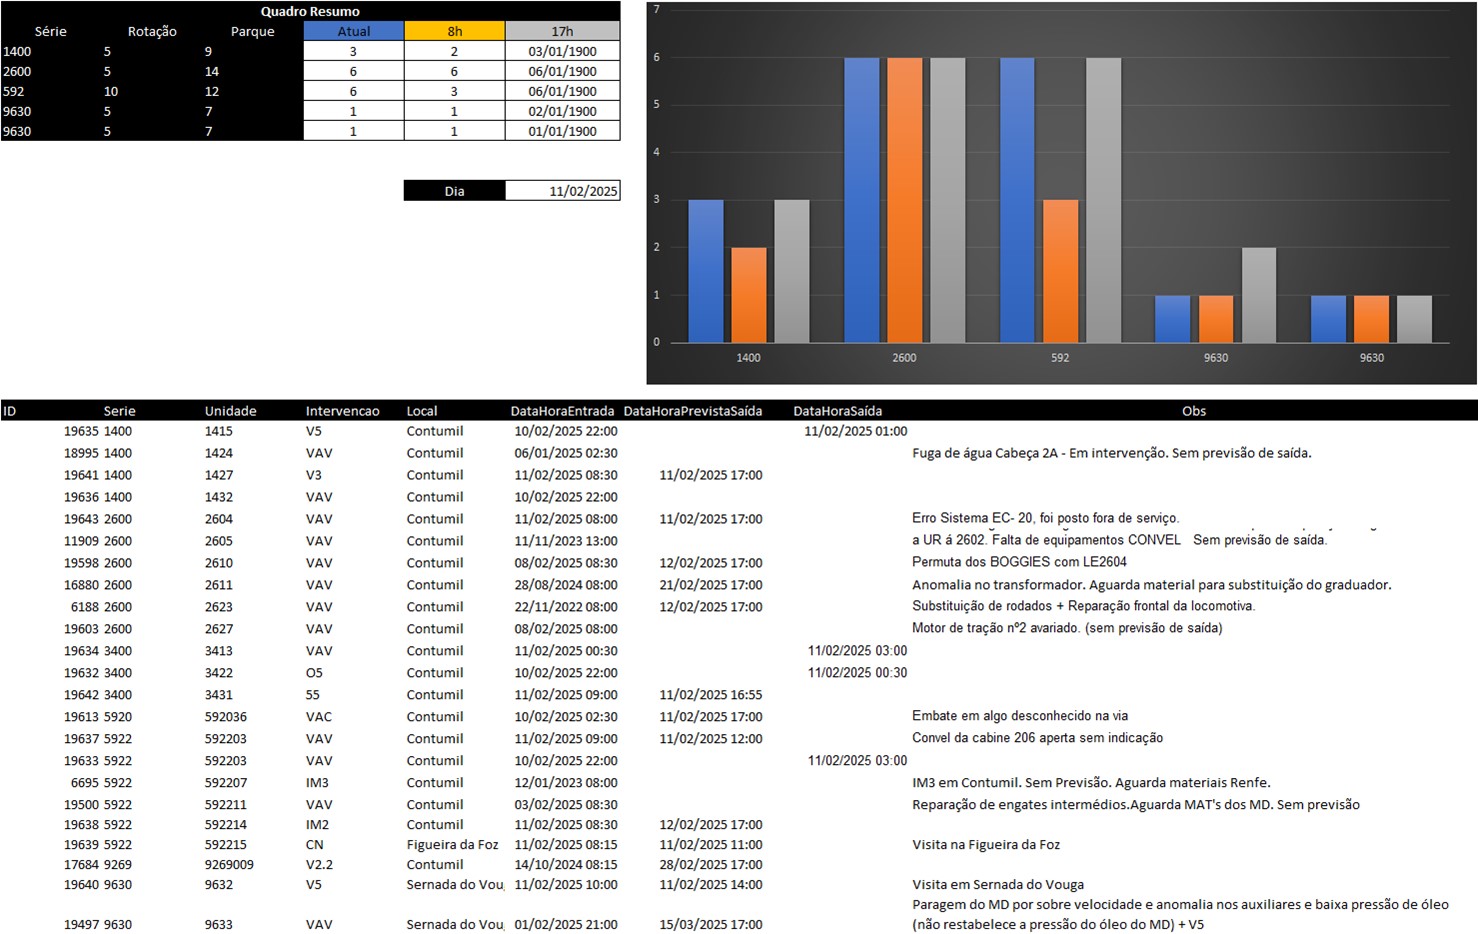 Quadro Resumo
Série Rotação Parque Atual 8h 17h
1400 5 9 3 2 03/01/1900
2600 5 14 6 6 06/01/1900
592 10 12 6 3 06/01/1900
9630 5 7 1 1 02/01/1900
9630 5 7 1 1 01/01/1900
Dia 11/02/2025
7
6
5
4
3
2
1
0
1400 2600 592 9630 9630
ID Serie Unidade Intervencao Local DataHoraEntrada DataHoraPrevistaSaída DataHoraSaída Obs
19635 1400 1415 V5 Contumil 10/02/2025 22:00 11/02/2025 01:00
18995 1400 1424 VAV Contumil 06/01/2025 02:30 Fuga de água Cabeça 2A - Em intervenção. Sem previsão de saída.
19641 1400 1427 V3 Contumil 11/02/2025 08:30 11/02/2025 17:00
19636 1400 1432 VAV Contumil 10/02/2025 22:00
19643 2600 2604 VAV Contumil 11/02/2025 08:00 11/02/2025 17:00 Erro Sistema EC- 20, foi posto fora de serviço.
11909 2600 2605 VAV Contumil 11/11/2023 13:00 a UR á 2602. Falta de equipamentos CONVEL Sem previsão de saída.
19598 2600 2610 VAV Contumil 08/02/2025 08:30 12/02/2025 17:00 Permuta dos BOGGIES com LE2604
16880 2600 2611 VAV Contumil 28/08/2024 08:00 21/02/2025 17:00 Anomalia no transformador. Aguarda material para substituição do graduador.
6188 2600 2623 VAV Contumil 22/11/2022 08:00 12/02/2025 17:00 Substituição de rodados + Reparação frontal da locomotiva.
19603 2600 2627 VAV Contumil 08/02/2025 08:00 Motor de tração nº2 avariado. (sem previsão de saída)
19634 3400 3413 VAV Contumil 11/02/2025 00:30 11/02/2025 03:00
19632 3400 3422 O5 Contumil 10/02/2025 22:00 11/02/2025 00:30
19642 3400 3431 55 Contumil 11/02/2025 09:00 11/02/2025 16:55
19613 5920 592036 VAC Contumil 10/02/2025 02:30 11/02/2025 17:00 Embate em algo desconhecido na via
19637 5922 592203 VAV Contumil 11/02/2025 09:00 11/02/2025 12:00 Convel da cabine 206 aperta sem indicação
19633 5922 592203 VAV Contumil 10/02/2025 22:00 11/02/2025 03:00
6695 5922 592207 IM3 Contumil 12/01/2023 08:00 IM3 em Contumil. Sem Previsão. Aguarda materiais Renfe.
19500 5922 592211 VAV Contumil 03/02/2025 08:30 Reparação de engates intermédios.Aguarda MAT's dos MD. Sem previsão
19638 5922 592214 IM2 Contumil 11/02/2025 08:30 12/02/2025 17:00
19639 5922 592215 CN Figueira da Foz 11/02/2025 08:15 11/02/2025 11:00 Visita na Figueira da Foz
17684 9269 9269009 V2.2 Contumil 14/10/2024 08:15 28/02/2025 17:00
19640 9630 9632 V5 Sernada do Vou 11/02/2025 10:00 11/02/2025 14:00 Visita em Sernada do Vouga
Paragem do MD por sobre velocidade e anomalia nos auxiliares e baixa pressão de óleo
19497 9630 9633 VAV Sernada do Vou 01/02/2025 21:00 15/03/2025 17:00 (não restabelece a pressão do óleo do MD) + V5